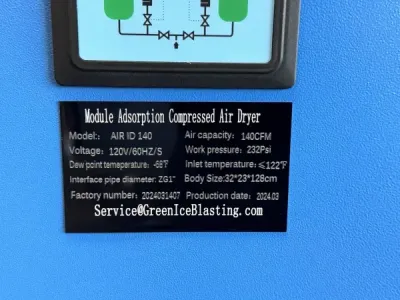 Module Adsorption Compressed Air Dryer
Model: AIR ID 140 Air capacity: 140CFM
Voltage: 120V/60HZ/S Work pressure: 232Psi
Dew point temeperature: -68℉ Inlet temperature: ≤122℉
Interface pipe diameter: ZG1" Body Size:32*23*128cm
Factory number: 2024031407 Production date: 2024.03
Service@GreenIceBlasting.com